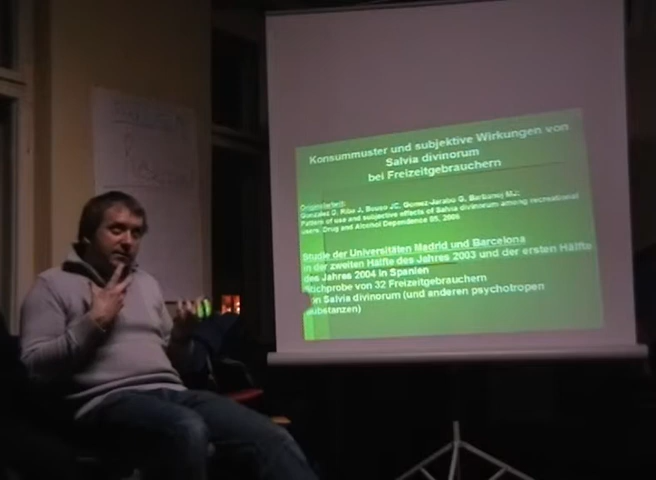 Konsummuster und subjektive Wirkungen von
Salvia divinorum
bei Freizeitgebrauchern
Originalarbeit:
Gonzalez D, Riba J, Bouso JC, Gomez-Jarabo G, Barbanoj MJ:
Pattern of use and subjective effects of Salvia divinorum among recreational
users. Drug and Alcohol Dependence 85, 2006
Studie der Universitäten Madrid und Barcelona
in der zweiten Hälfte des Jahres 2003 und der ersten Hälfte
des Jahres 2004 in Spanien
Stichprobe von 32 Freizeitgebrauchern
von Salvia divinorum (und anderen psychotropen
Substanzen)